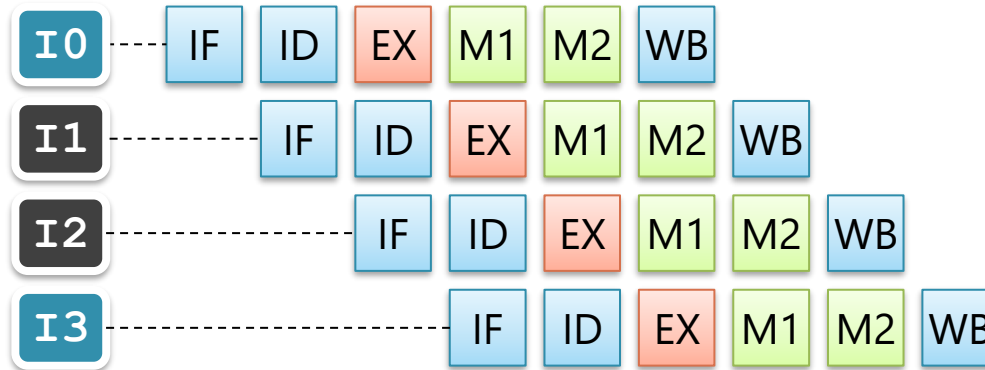 I0 IF ID EX M1 M2 WB
I1 IF ID EX M1 M2 WB
I2 IF ID EX M1 M2 WB
I3 IF ID EX M1 M2 WB